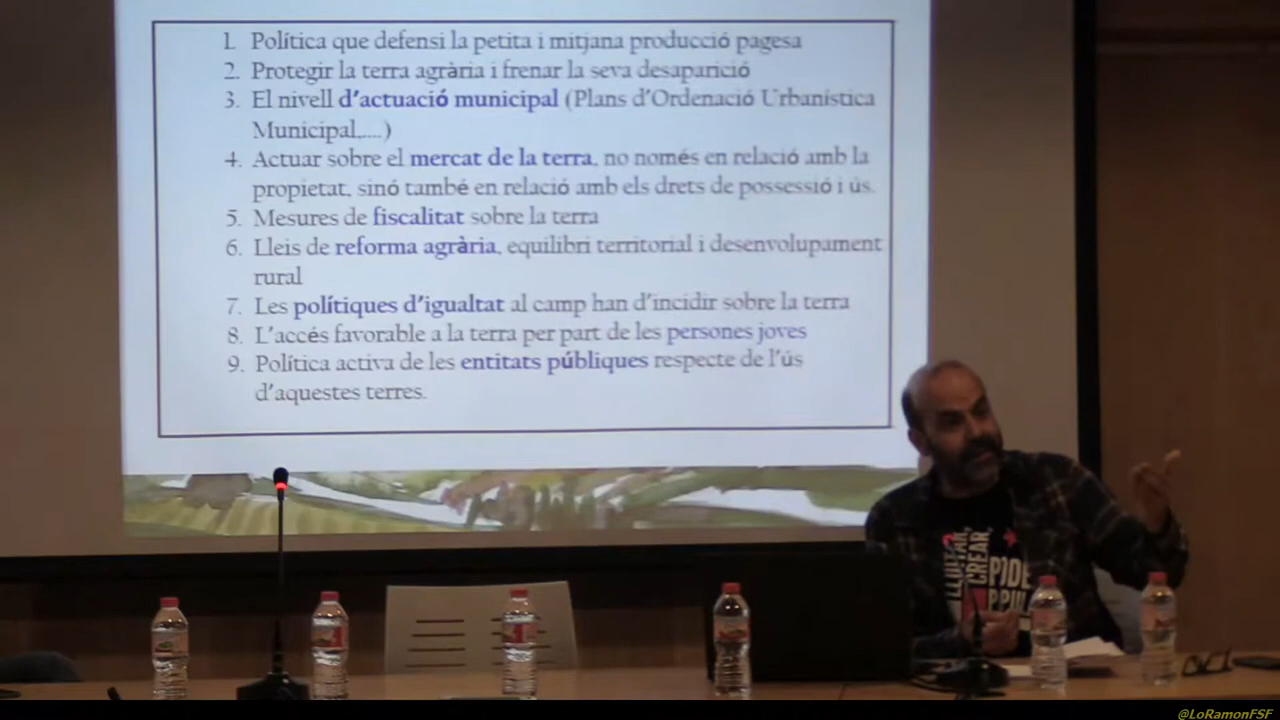 1. Política que defensi la petita i mitjana producció pagesa
2. Protegir la terra agrària i frenar la seva desaparició
3. El nivell d'actuació municipal (Plans d'Ordenació Urbanística
Municipal,....)
4. Actuar sobre el mercat de la terra, no només en relació amb la
propietat, sinó també en relació amb els drets de possessió i ús.
5. Mesures de fiscalitat sobre la terra
6. Lleis de reforma agrària, equilibri territorial i desenvolupament
rural
7. Les polítiques d'igualtat al camp han d'incidir sobre la terra
8. L'accés favorable a la terra per part de les persones joves
9. Política activa de les entitats públiques respecte de l'ús
d'aquestes terres.
LLUITAR,
CREAR,
@LoRamonFSF